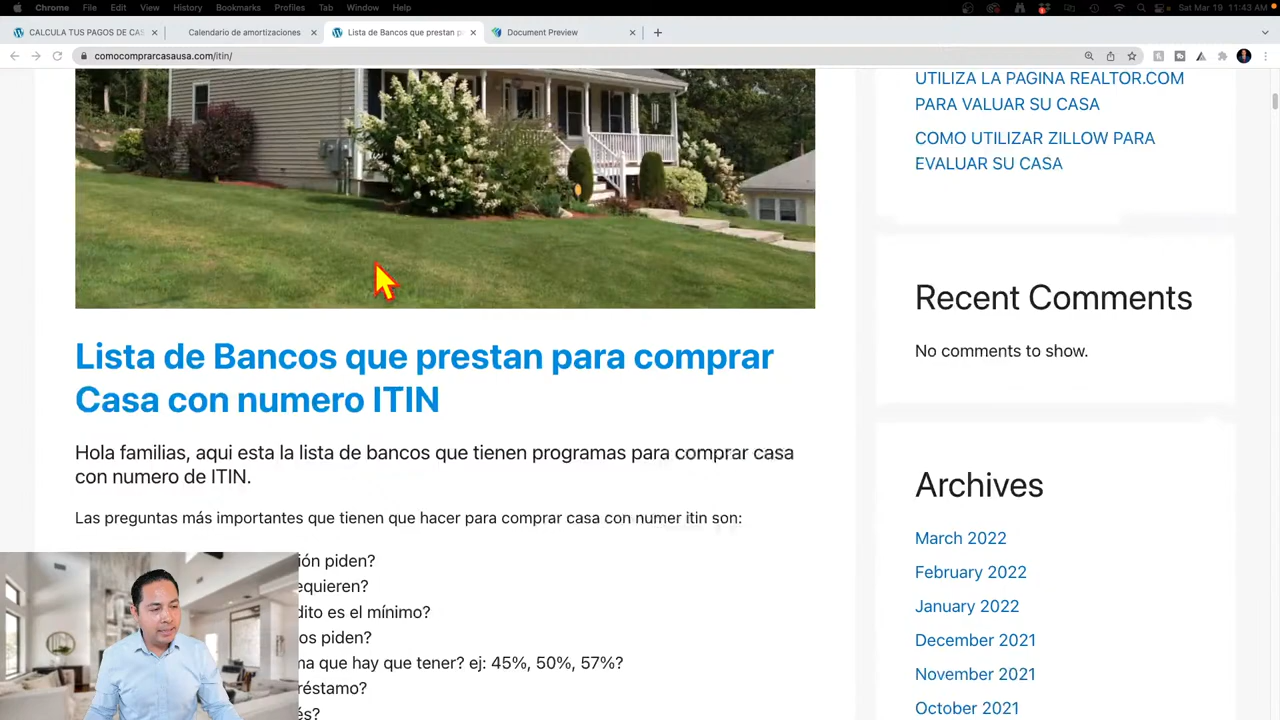 Chrome File Edit View History Bookmarks Profiles Tab Window Help
Sat Mar 19 11:43 AM
CALCULA TUS PAGOS DE CAS
Calendario de amortizaciones
Lista de Bancos que prestan p
Document Preview
comocomprarcasausa.com/itin/
UTILIZA LA PAGINA REALTOR.COM
PARA VALUAR SU CASA
COMO UTILIZAR ZILLOW PARA
EVALUAR SU CASA
Lista de Bancos que prestan para comprar
Casa con numero ITIN
Hola familias, aqui esta la lista de bancos que tienen programas para comprar casa
con numero de ITIN.
Las preguntas más importantes que tienen que hacer para comprar casa con numer itin son:
ión piden?
equieren?
dito es el mínimo?
os piden?
ma que hay que tener? ej: 45%, 50%, 57%?
réstamo?
és?
Recent Comments
No comments to show.
Archives
March 2022
February 2022
January 2022
December 2021
November 2021
October 2021